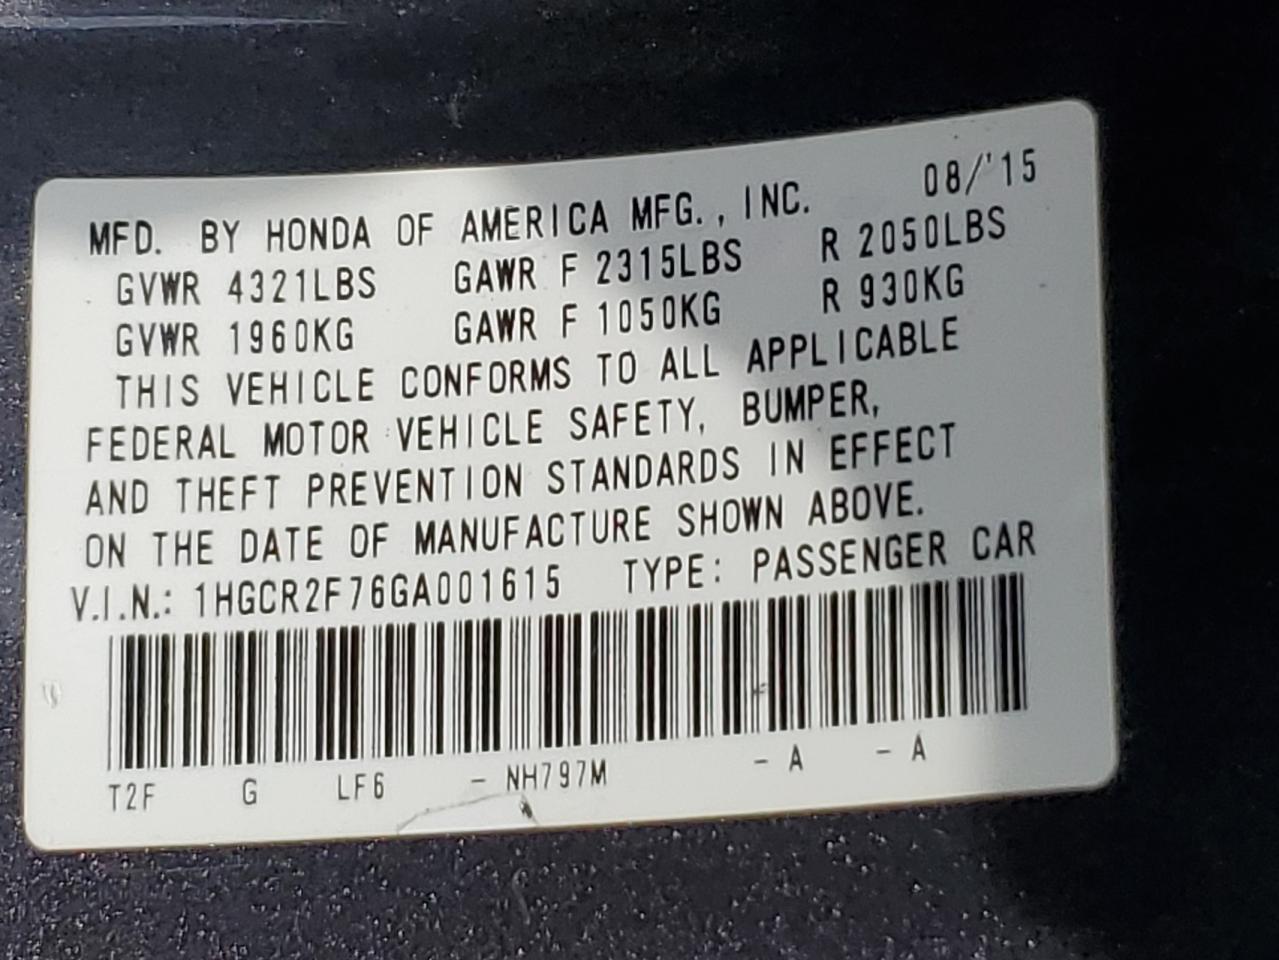 MFD. BY HONDA OF AMERICA MFG., INC. 08/'15
GVWR 4321LBS GAWR F 2315LBS R 2050LBS
GVWR 1960KG GAWR F 1050KG R 930KG
THIS VEHICLE CONFORMS TO ALL APPLICABLE
FEDERAL MOTOR VEHICLE SAFETY, BUMPER,
AND THEFT PREVENTION STANDARDS IN EFFECT
ON THE DATE OF MANUFACTURE SHOWN ABOVE.
V.I.N.: 1HGCR2F76GA001615 TYPE: PASSENGER CAR
T2F G LF6 - NH797M - A - A